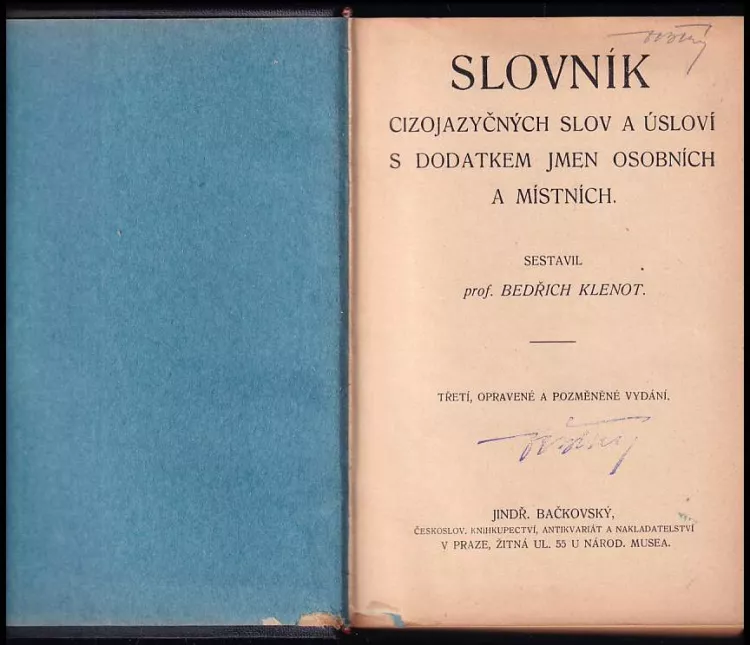 SLOVNÍK
CIZOJAZYČNÝCH SLOV A ÚSLOVÍ
S DODATKEM JMEN OSOBNÍCH
A MÍSTNÍCH.
SESTAVIL
prof. BEDŘICH KLENOT.
TŘETÍ, OPRAVENÉ A POZMĚNĚNÉ VYDÁNÍ.
JINDŘ. BAČKOVSKÝ,
ČESKOSLOV. KNIHKUPECTVÍ, ANTIKVARIÁT A NAKLADATELSTVÍ
V PRAZE, ŽITNÁ UL. 55 U NÁROD. MUSEA.